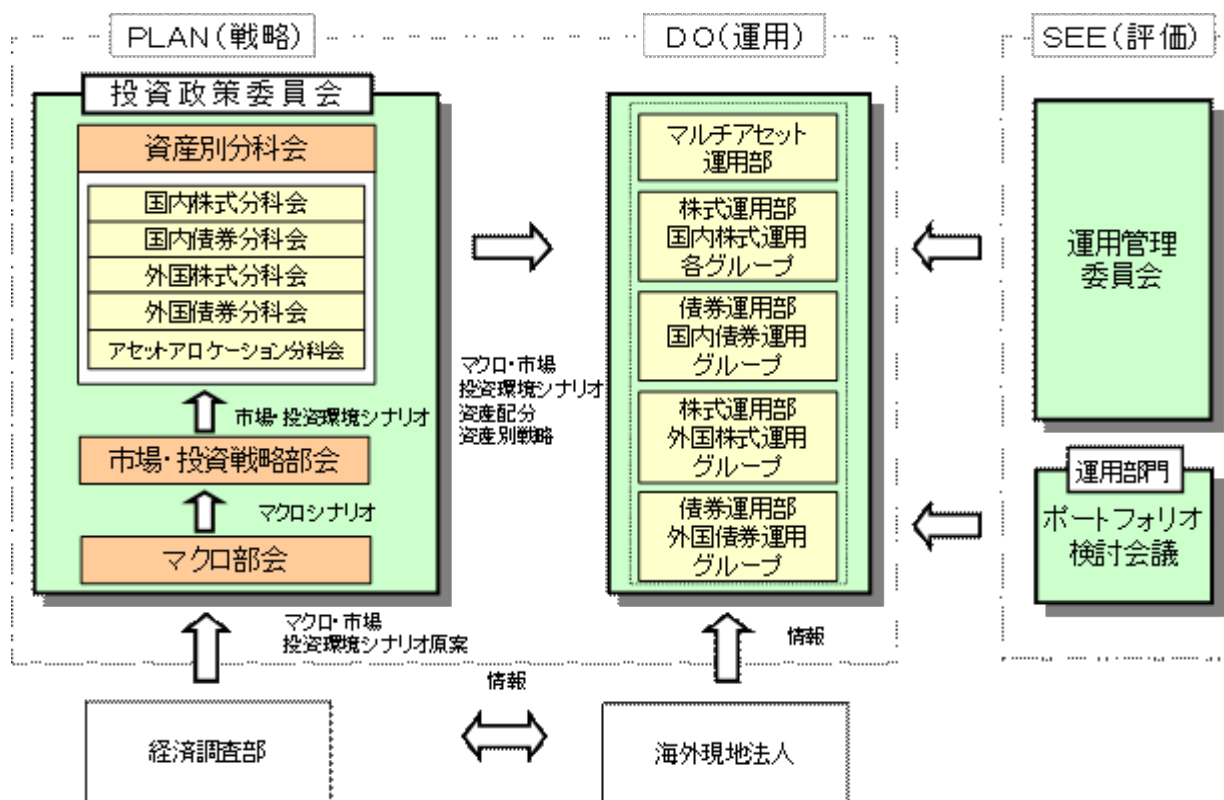 PLAN(戦略)
DO(運用)
SEE(評価)
投資政策委員会
資産別分科会
国内株式分科会
国内債券分科会
外国株式分科会
外国債券分科会
アセットアロケーション分科会
市場・投資環境シナリオ
市場・投資戦略部会
マクロシナリオ
マクロ部会
マクロ・市場
投資環境シナリオ
資産配分
資産別戦略
マルチアセット
運用部
株式運用部
国内株式運用
各グループ
債券運用部
国内債券運用
グループ
株式運用部
外国株式運用
グループ
債券運用部
外国債券運用
グループ
運用管理
委員会
運用部門
ポートフォリオ
検討会議
マクロ・市場
投資環境シナリオ原案
情報
情報
経済調査部
海外現地法人